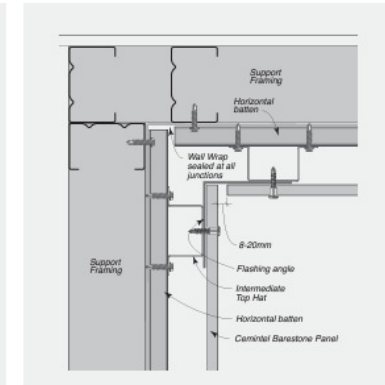 Support
Framing
Horizontal
batten
Wall Wrap
sealed at all
junctions
8-20mm
Support
Framing
Flashing angle
Intermediate
Top Hat
Horizontal batten
Cemintel Barestone Panel